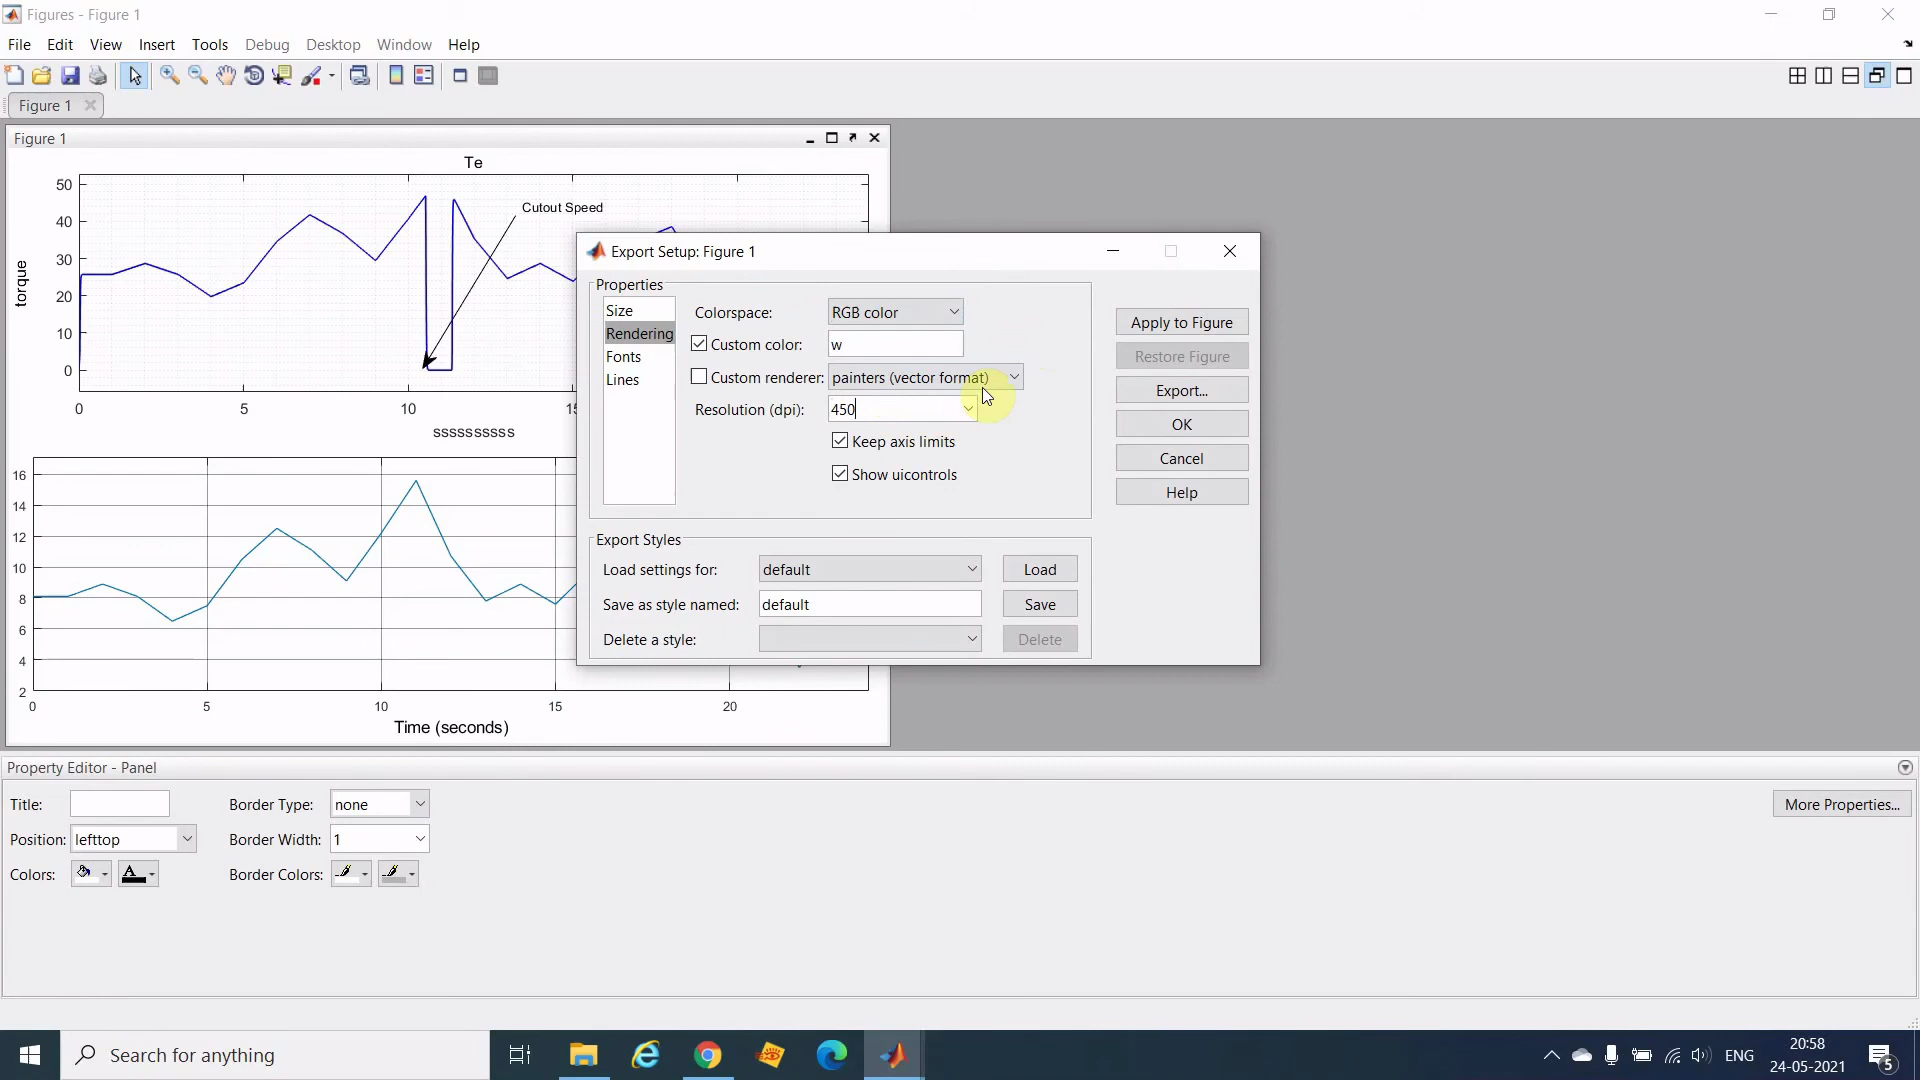 Figures - Figure 1
File Edit View Insert Tools Debug Desktop Window Help
Figure 1
Figure 1
Te
50
40
30
20
10
0
torque
Cutout Speed
0 5 10 15
ssssssssss
16
14
12
10
8
6
4
2
0 5 10 15 20
Time (seconds)
Export Setup: Figure 1
Properties
Size
Rendering
Fonts
Lines
Colorspace: RGB color
Custom color: w
Custom renderer: painters (vector format)
Resolution (dpi): 450
Keep axis limits
Show uicontrols
Apply to Figure
Restore Figure
Export...
OK
Cancel
Help
Export Styles
Load settings for: default Load
Save as style named: default Save
Delete a style: Delete
Property Editor - Panel
Title: Border Type: none More Properties...
Position: lefttop Border Width: 1
Colors: Border Colors:
Search for anything
ENG
20:58
24-05-2021
5